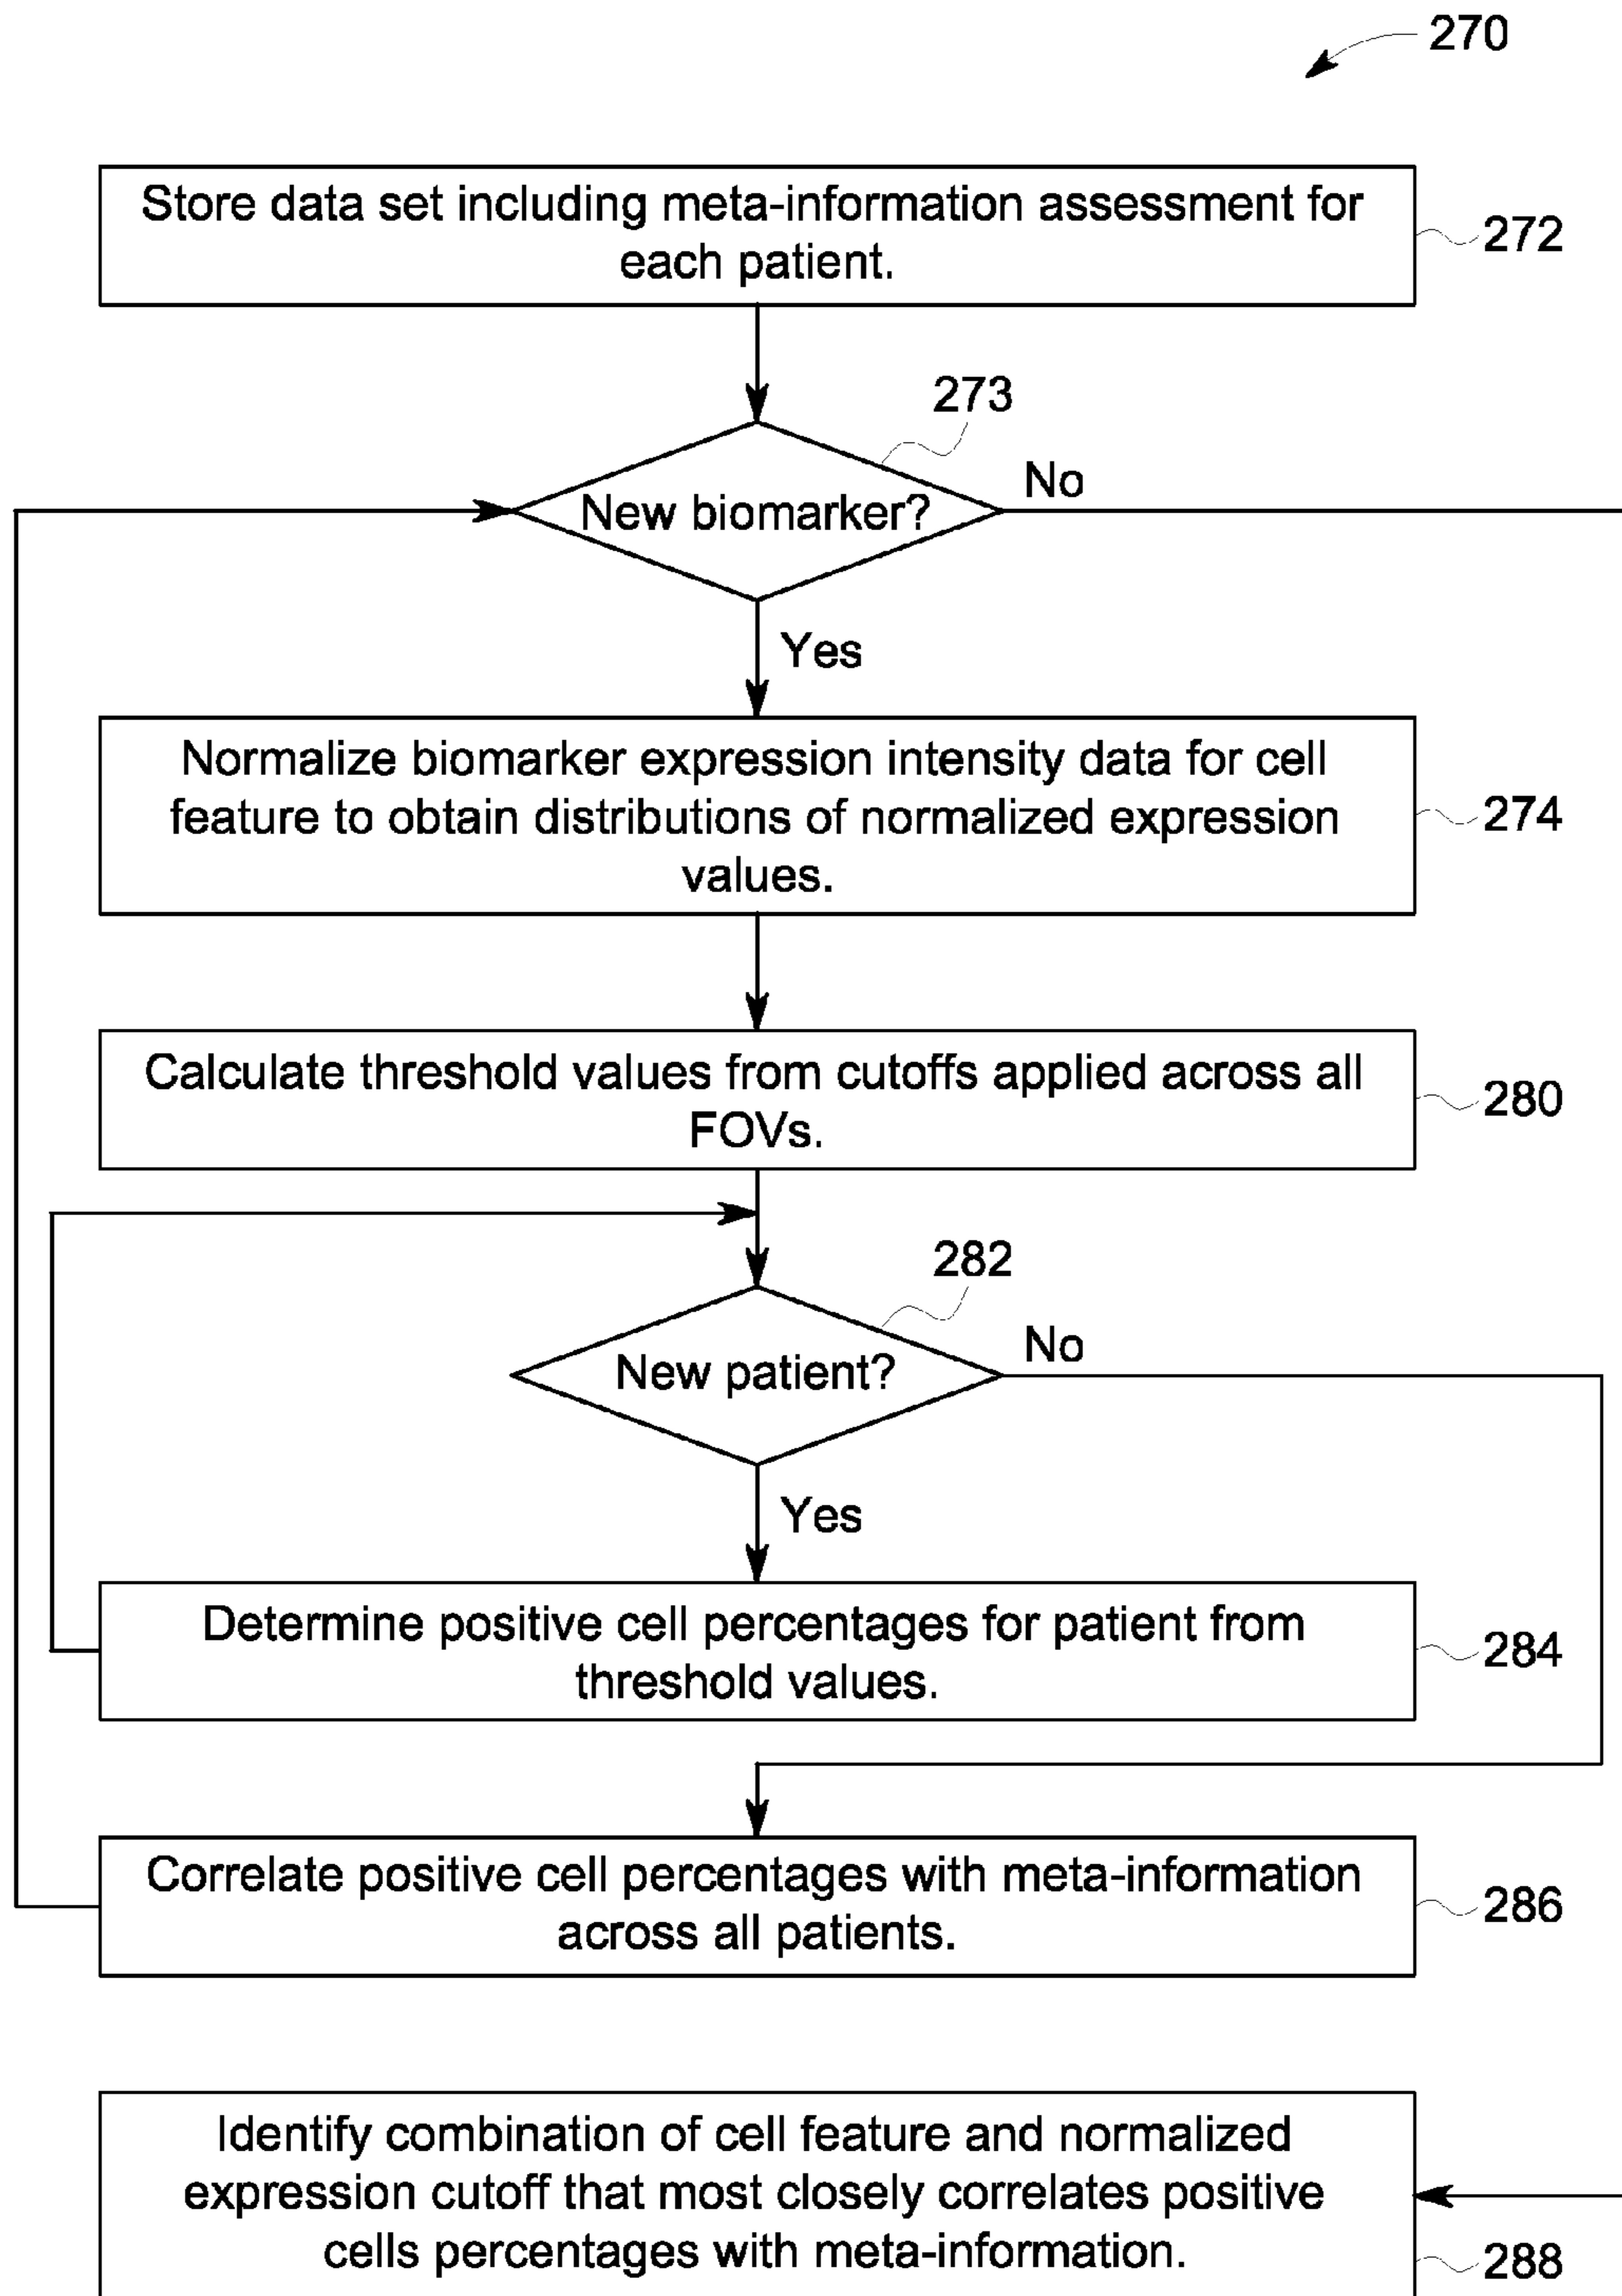 270
Store data set including meta-information assessment for
each patient.
272
273
New biomarker?
No
Yes
Normalize biomarker expression intensity data for cell
feature to obtain distributions of normalized expression
values.
274
Calculate threshold values from cutoffs applied across all
FOVs.
280
282
New patient?
No
Yes
Determine positive cell percentages for patient from
threshold values.
284
Correlate positive cell percentages with meta-information
across all patients.
286
Identify combination of cell feature and normalized
expression cutoff that most closely correlates positive
cells percentages with meta-information.
288